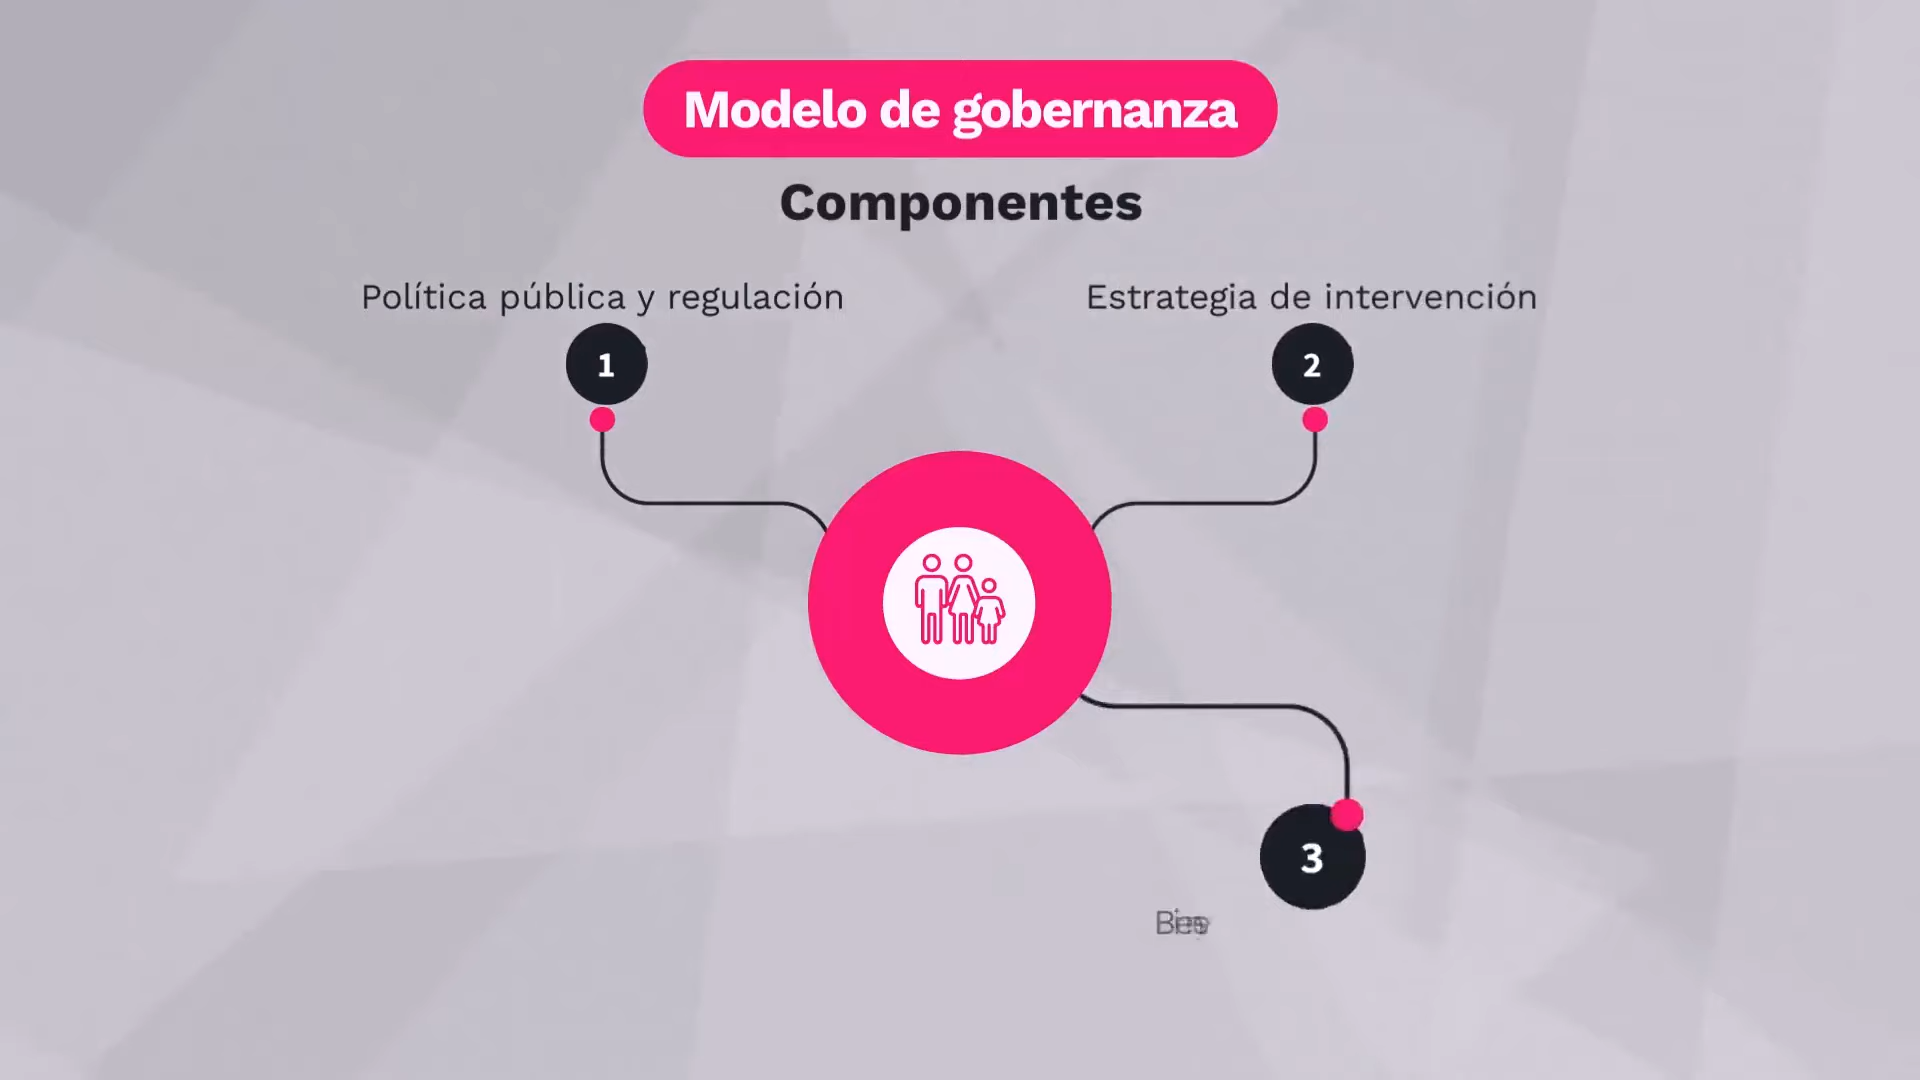 Modelo de gobernanza
Componentes
Política pública y regulación
Estrategia de intervención
1
2
3